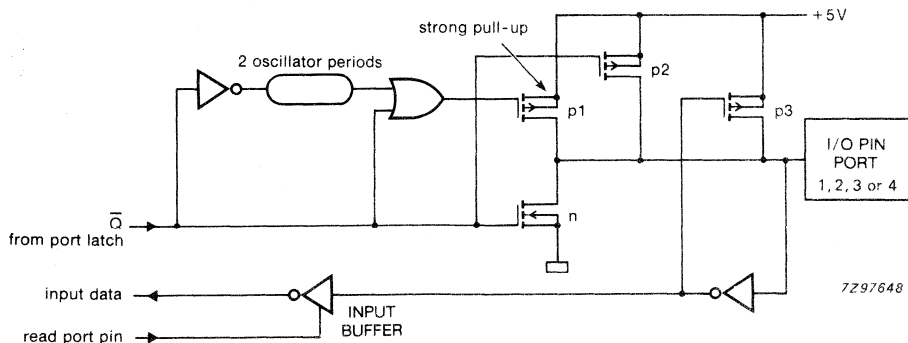 +5V
strong pull-up
2 oscillator periods
p2
p1
p3
I/O PIN
PORT
1, 2, 3 or 4
n
Q̅
from port latch
input data
INPUT
BUFFER
read port pin
7Z97648